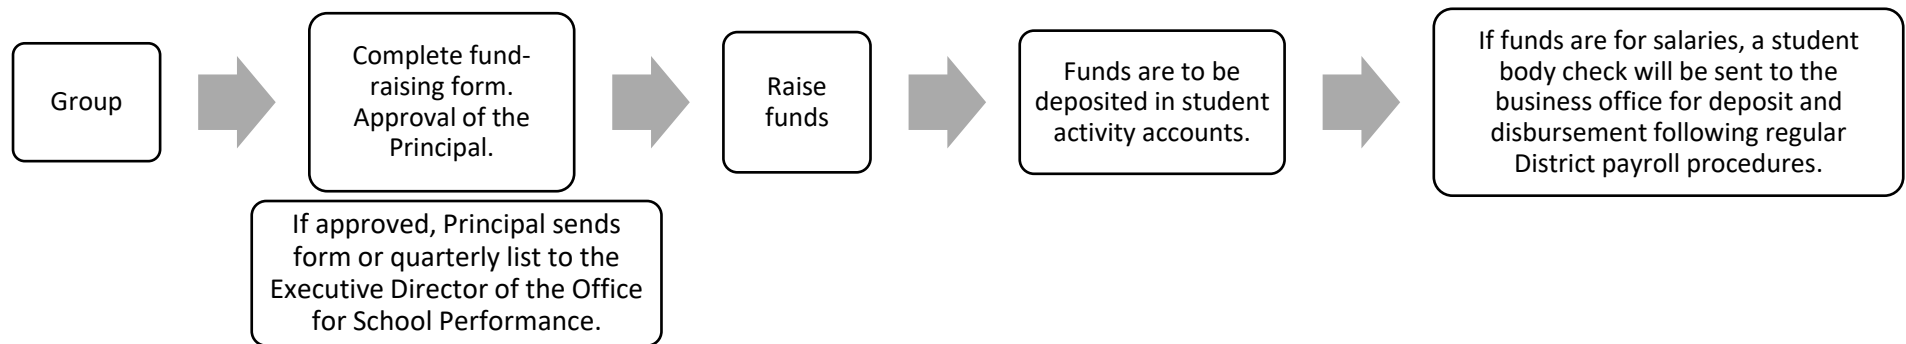 Group
Complete fund-
raising form.
Approval of the
Principal.
If approved, Principal sends
form or quarterly list to the
Executive Director of the Office
for School Performance.
Raise
funds
Funds are to be
deposited in student
activity accounts.
If funds are for salaries, a student
body check will be sent to the
business office for deposit and
disbursement following regular
District payroll procedures.